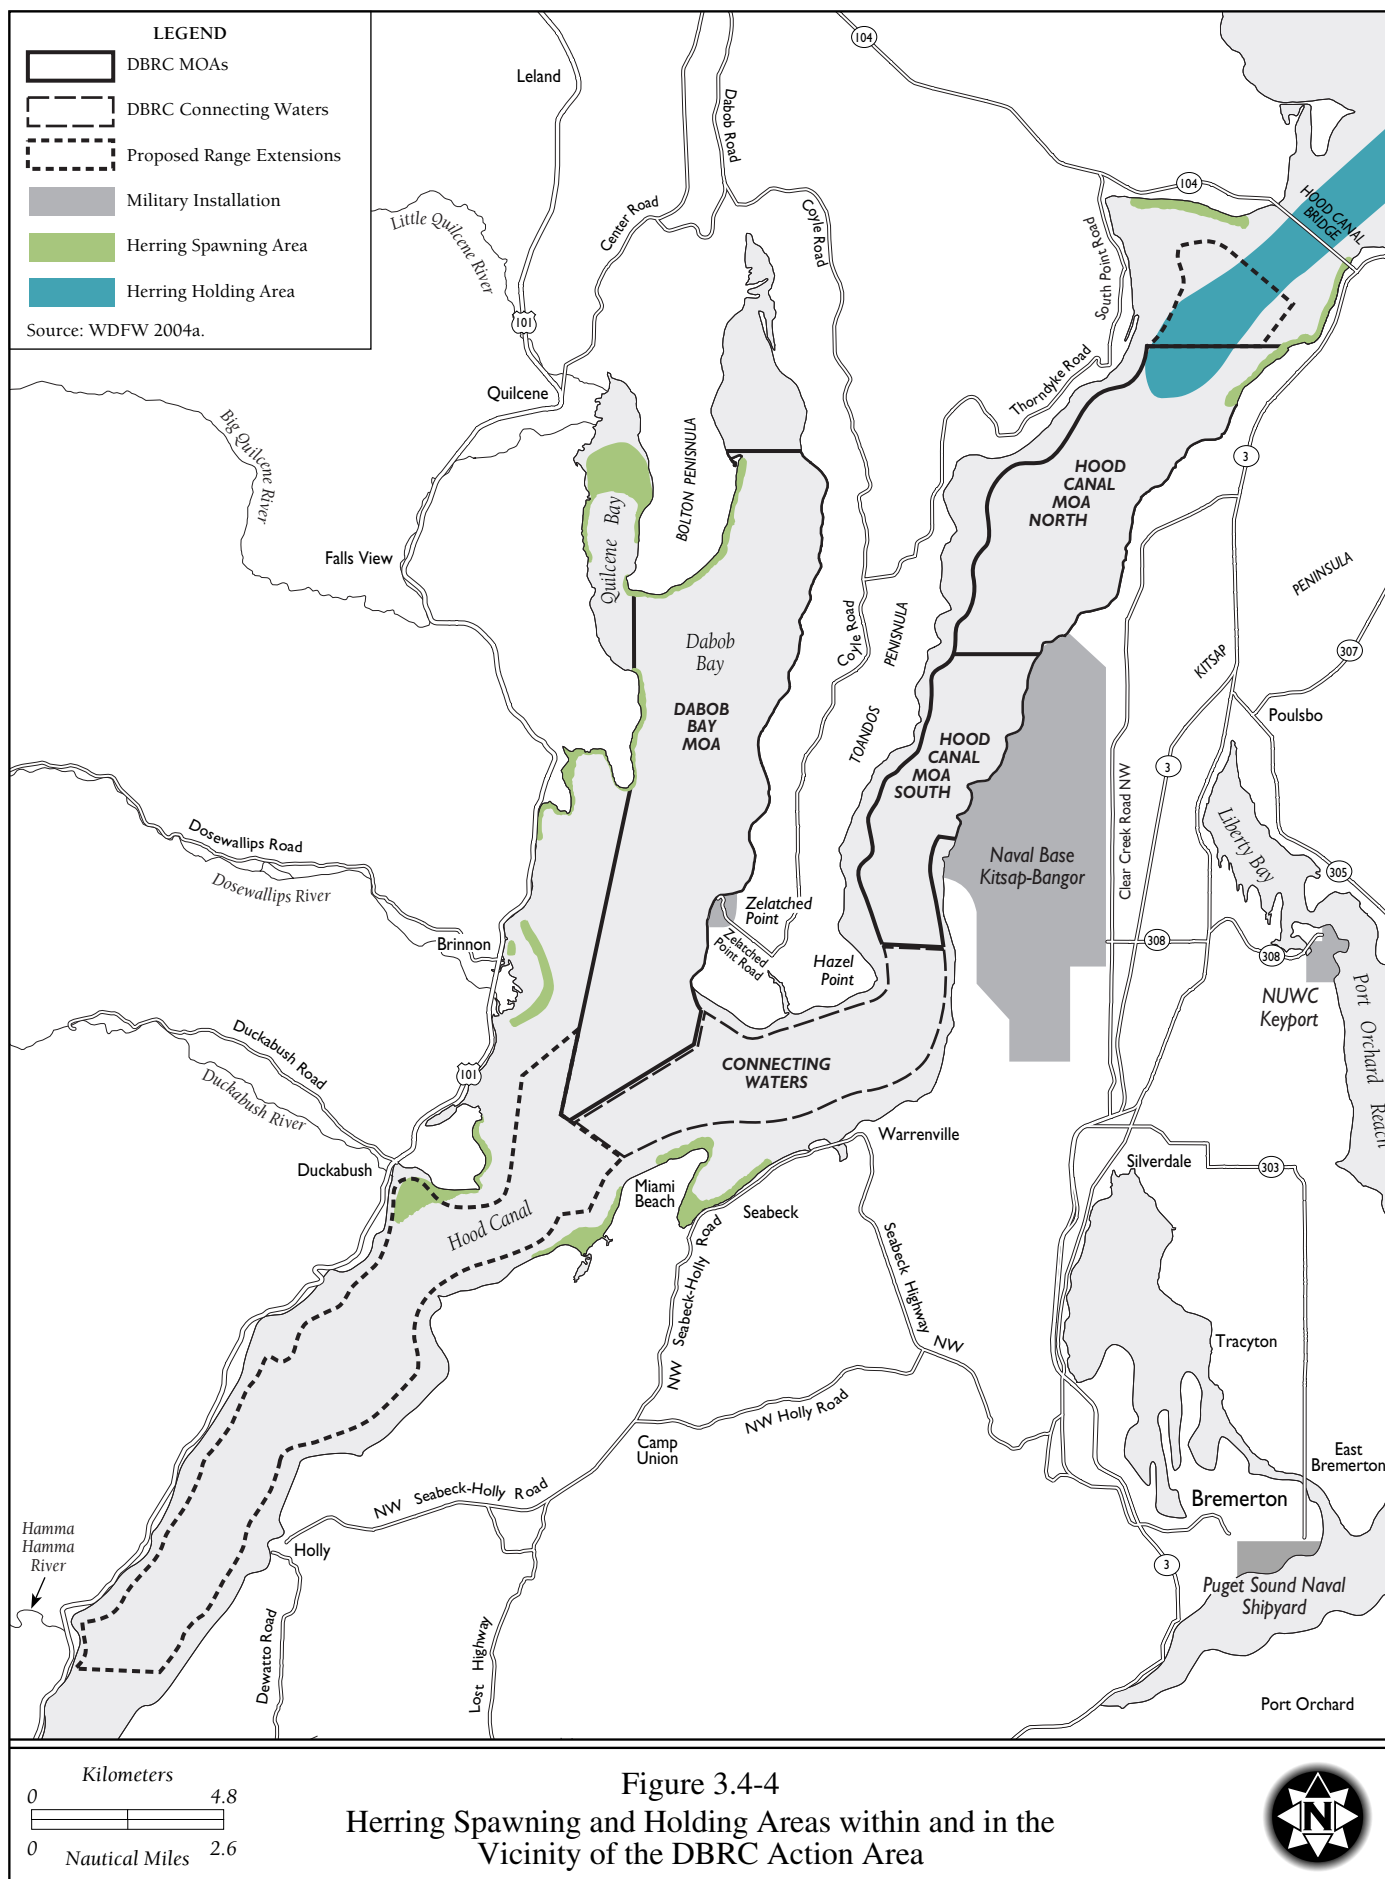 LEGEND
DBRC MOAs
DBRC Connecting Waters
Proposed Range Extensions
Military Installation
Herring Spawning Area
Herring Holding Area
Source: WDFW 2004a.
Leland
104
Dabob Road
Little Quilcene River
Center Road
Coyle Road
South Point Road
104
HOOD CANAL
BRIDGE
101
Quilcene
Thorndyke Road
Big Quilcene River
BOLTON PENISNULA
3
HOOD
CANAL
MOA
NORTH
Quilcene Bay
Falls View
PENINSULA
KITSAP
Coyle Road
PENISNULA
TOANDOS
Dabob
Bay
307
DABOB
BAY
MOA
Poulsbo
HOOD
CANAL
MOA
SOUTH
3
Clear Creek Road NW
Liberty Bay
Dosewallips Road
Dosewallips River
Naval Base
Kitsap-Bangor
305
Zelatched
Point
Zelatched
Point Road
Brinnon
308
308
Hazel
Point
NUWC
Keyport
Port Orchard Reach
Duckabush Road
Duckabush River
101
CONNECTING
WATERS
Warrenville
Duckabush
Silverdale
303
Miami
Beach
Seabeck
Hood Canal
NW Seabeck-Holly Road
Seabeck Highway NW
Tracyton
NW Holly Road
Camp
Union
East
Bremerton
NW Seabeck-Holly Road
Bremerton
Hamma
Hamma
River
Holly
3
Puget Sound Naval
Shipyard
Dewatto Road
Lost Highway
Port Orchard
Kilometers
0 4.8
0 2.6
Nautical Miles
Figure 3.4-4
Herring Spawning and Holding Areas within and in the
Vicinity of the DBRC Action Area
N